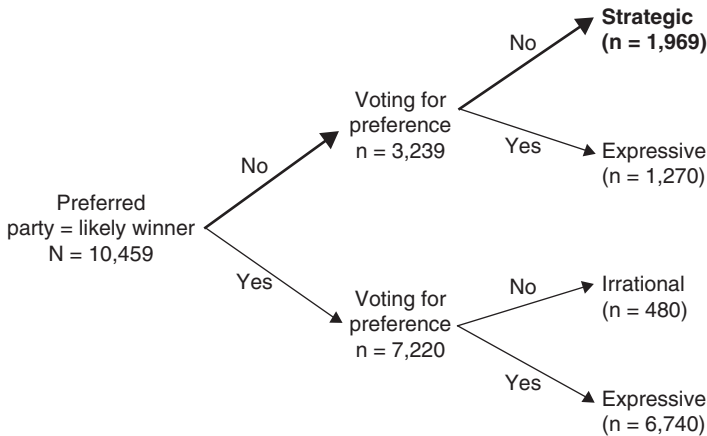 Preferred
party = likely winner
N = 10,459
No
Yes
Voting for
preference
n = 3,239
No
Yes
Strategic
(n = 1,969)
Expressive
(n = 1,270)
Voting for
preference
n = 7,220
No
Yes
Irrational
(n = 480)
Expressive
(n = 6,740)